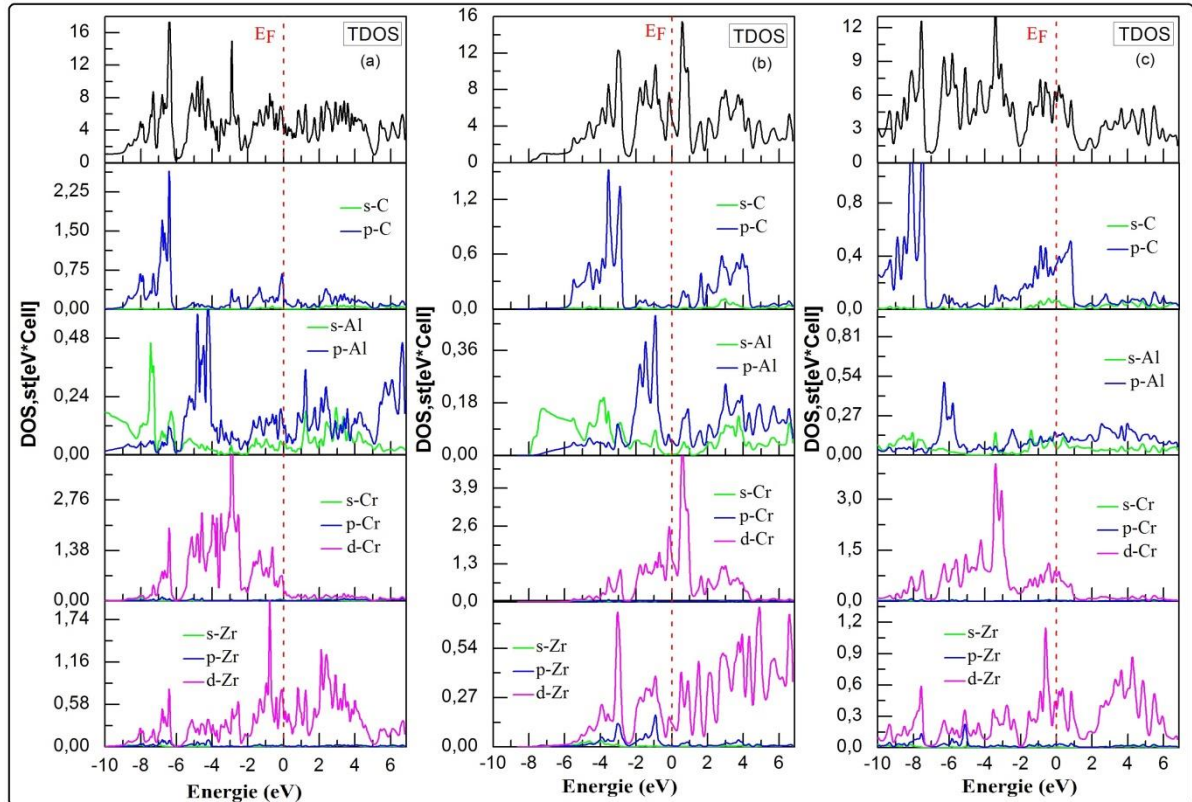 16
12
8
4
0
E_F
TDOS
(a)
2,25
1,50
0,75
0,00
s-C
p-C
0,48
0,24
0,00
s-Al
p-Al
2,76
1,38
0,00
s-Cr
p-Cr
d-Cr
1,74
1,16
0,58
0,00
s-Zr
p-Zr
d-Zr
-10 -8 -6 -4 -2 0 2 4 6
Energie (eV)
DOS,st[eV*Cell]
16
12
8
4
0
E_F
TDOS
(b)
1,2
0,6
0,0
s-C
p-C
0,36
0,18
0,00
s-Al
p-Al
3,9
2,6
1,3
0,0
s-Cr
p-Cr
d-Cr
0,54
0,27
0,00
s-Zr
p-Zr
d-Zr
-10 -8 -6 -4 -2 0 2 4 6
Energie (eV)
DOS,st[eV*Cell]
12
9
6
3
0
E_F
TDOS
(c)
0,8
0,4
0,0
s-C
p-C
0,81
0,54
0,27
0,00
s-Al
p-Al
3,0
1,5
0,0
s-Cr
p-Cr
d-Cr
1,2
0,9
0,6
0,3
0,0
s-Zr
p-Zr
d-Zr
-10 -8 -6 -4 -2 0 2 4 6
Energie (eV)
DOS,st[eV*Cell]